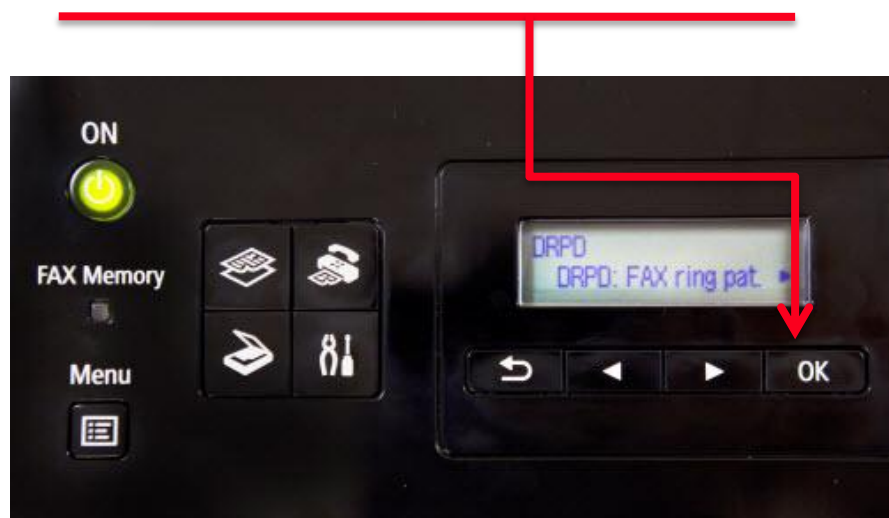 ON
FAX Memory
Menu
DRPD
DRPD: FAX ring pat.
OK